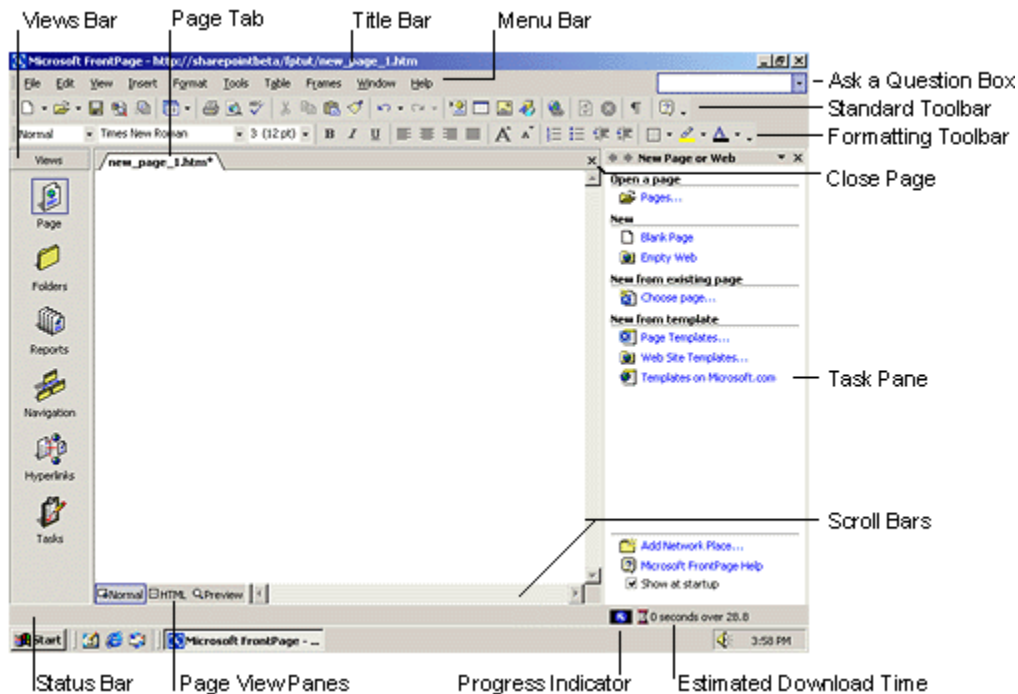 Views Bar Page Tab Title Bar Menu Bar
Microsoft FrontPage - http://sharepointbeta/fptut/new_page_1.htm
File Edit View Insert Format Tools Table Frames Window Help
Ask a Question Box
Standard Toolbar
Normal Times New Roman 3 (12 pt) B I U A A A
Formatting Toolbar
Views
new_page_1.htm*
New Page or Web
Close Page
Open a page
Pages...
Page
New
Blank Page
Empty Web
Folders
New from existing page
Choose page...
New from template
Page Templates...
Reports
Web Site Templates...
Templates on Microsoft.com
Task Pane
Navigation
Hyperlinks
Scroll Bars
Tasks
Add Network Place...
Microsoft FrontPage Help
Show at startup
Normal HTML Preview
0 seconds over 28.8
Start Microsoft FrontPage - ... 3:58 PM
Status Bar Page View Panes Progress Indicator Estimated Download Time